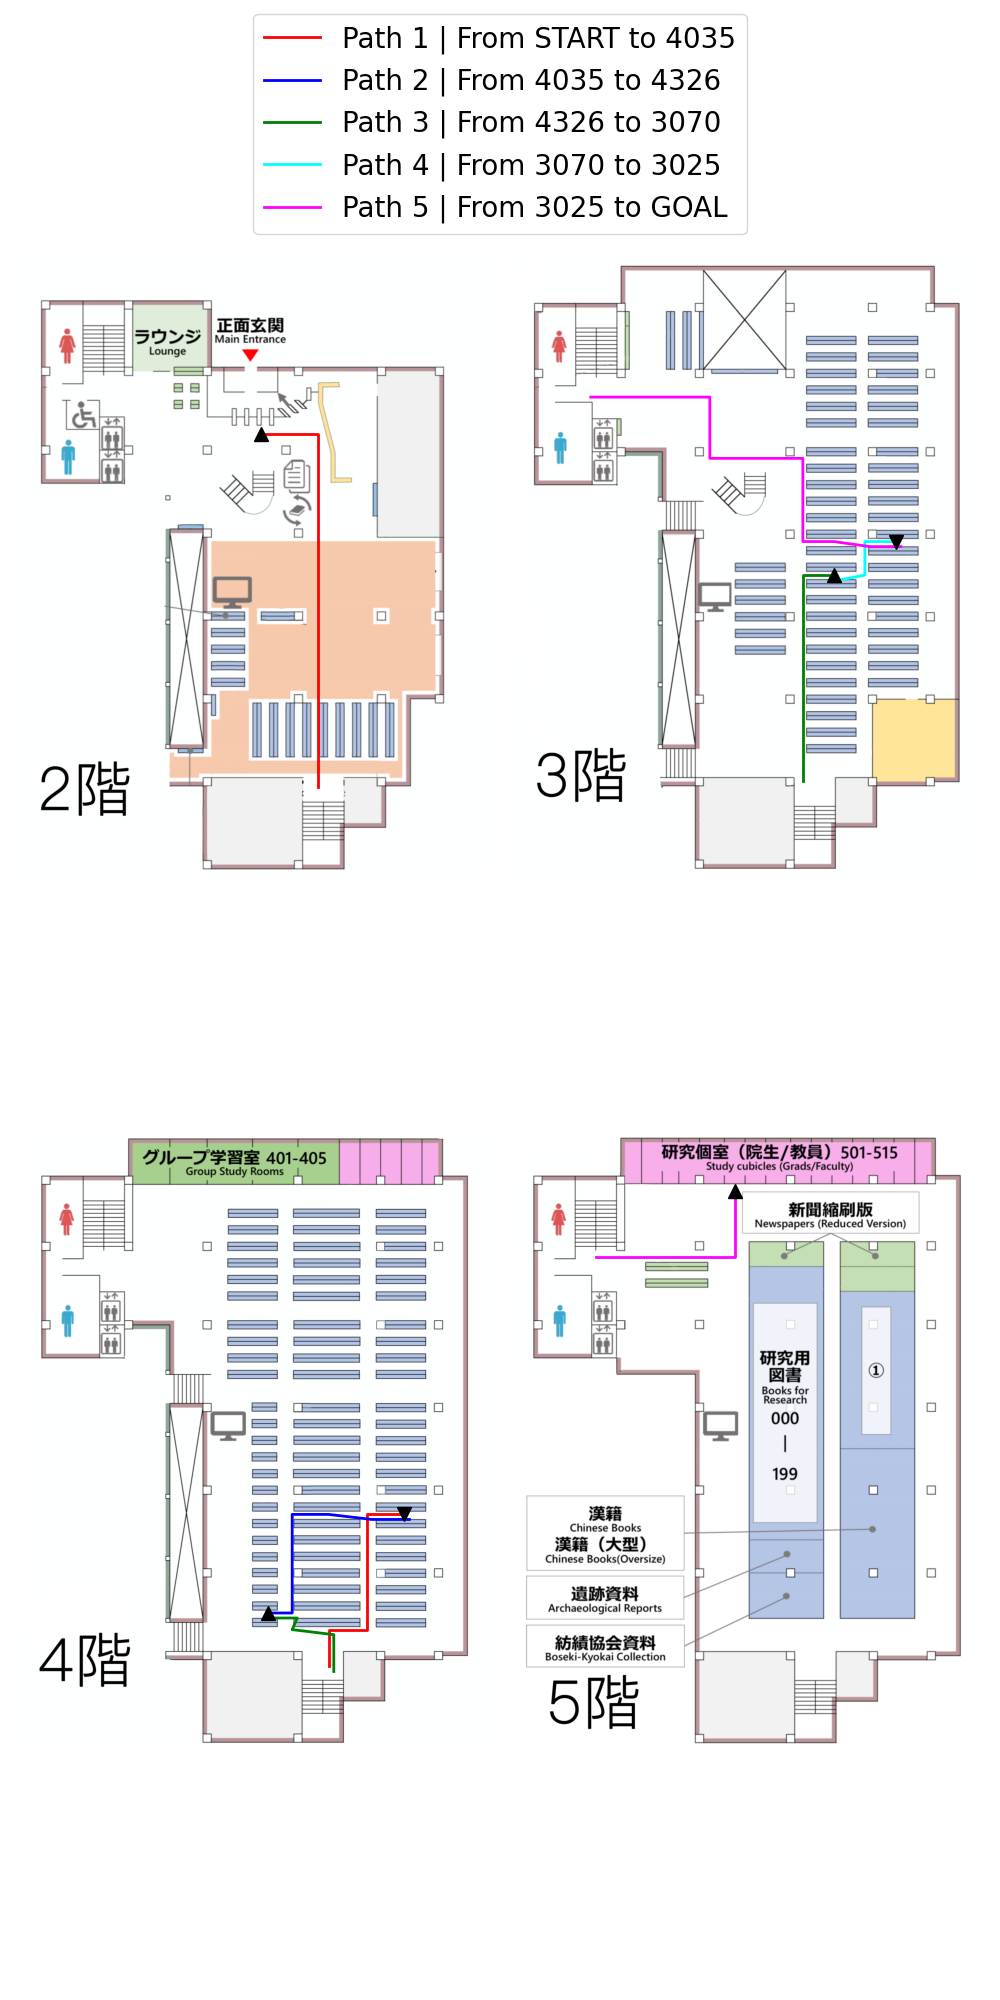 Path 1 | From START to 4035
Path 2 | From 4035 to 4326
Path 3 | From 4326 to 3070
Path 4 | From 3070 to 3025
Path 5 | From 3025 to GOAL
ラウンジ
Lounge
正面玄関
Main Entrance
2階
3階
グループ学習室 401-405
Group Study Rooms
4階
研究個室（院生/教員）501-515
Study cubicles (Grads/Faculty)
新聞縮刷版
Newspapers (Reduced Version)
研究用
図書
Books for
Research
000
|
199
①
漢籍
Chinese Books
漢籍（大型）
Chinese Books(Oversize)
遺跡資料
Archaeological Reports
紡績協会資料
Boseki-Kyokai Collection
5階